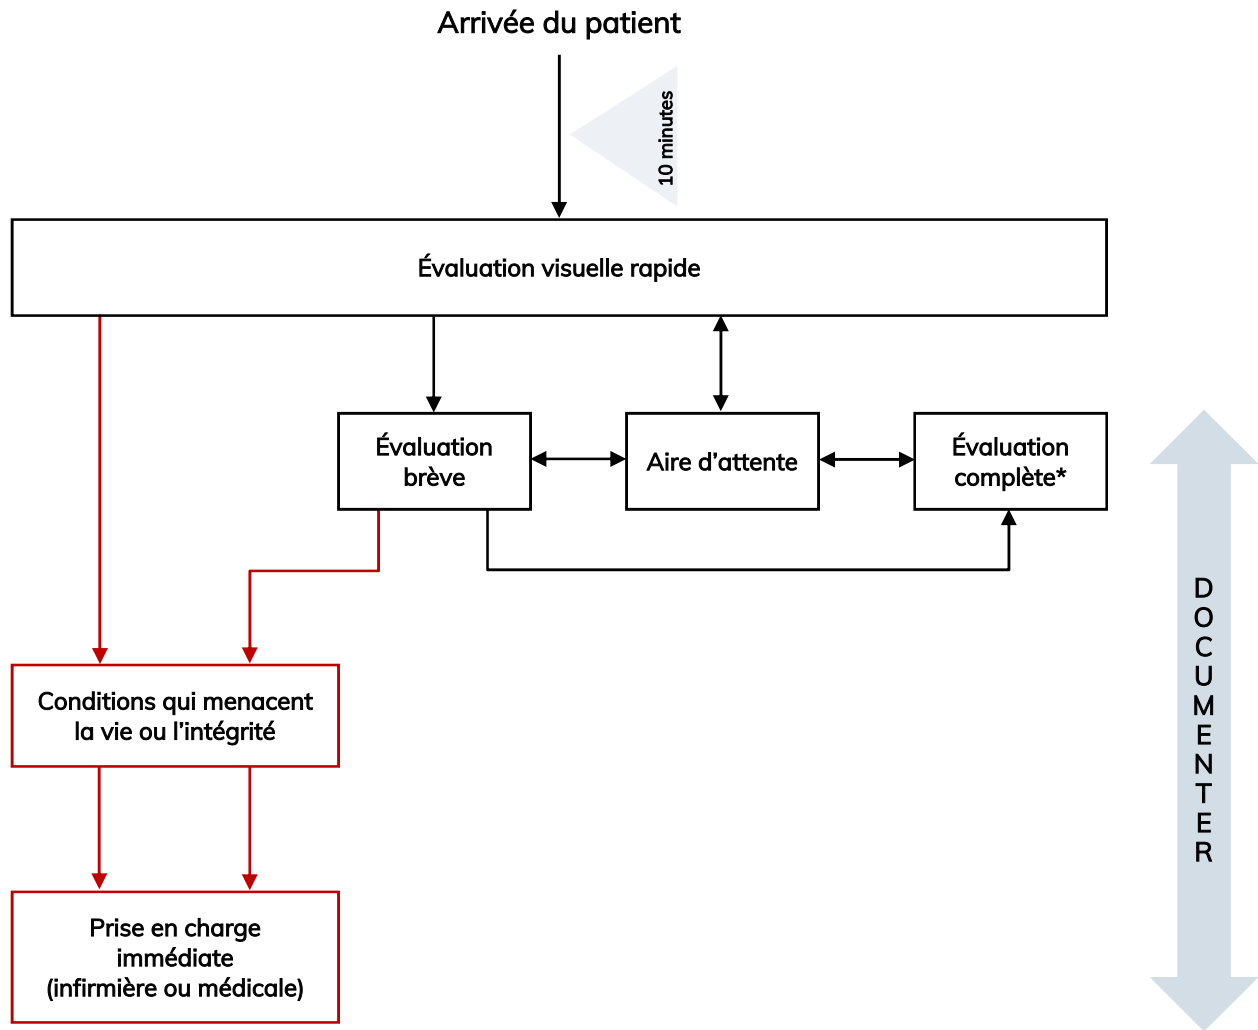 Arrivée du patient
10 minutes
Évaluation visuelle rapide
Évaluation
brève
Aire d'attente
Évaluation
complète*
Conditions qui menacent
la vie ou l'intégrité
Prise en charge
immédiate
(infirmière ou médicale)
D
O
C
U
M
E
N
T
E
R